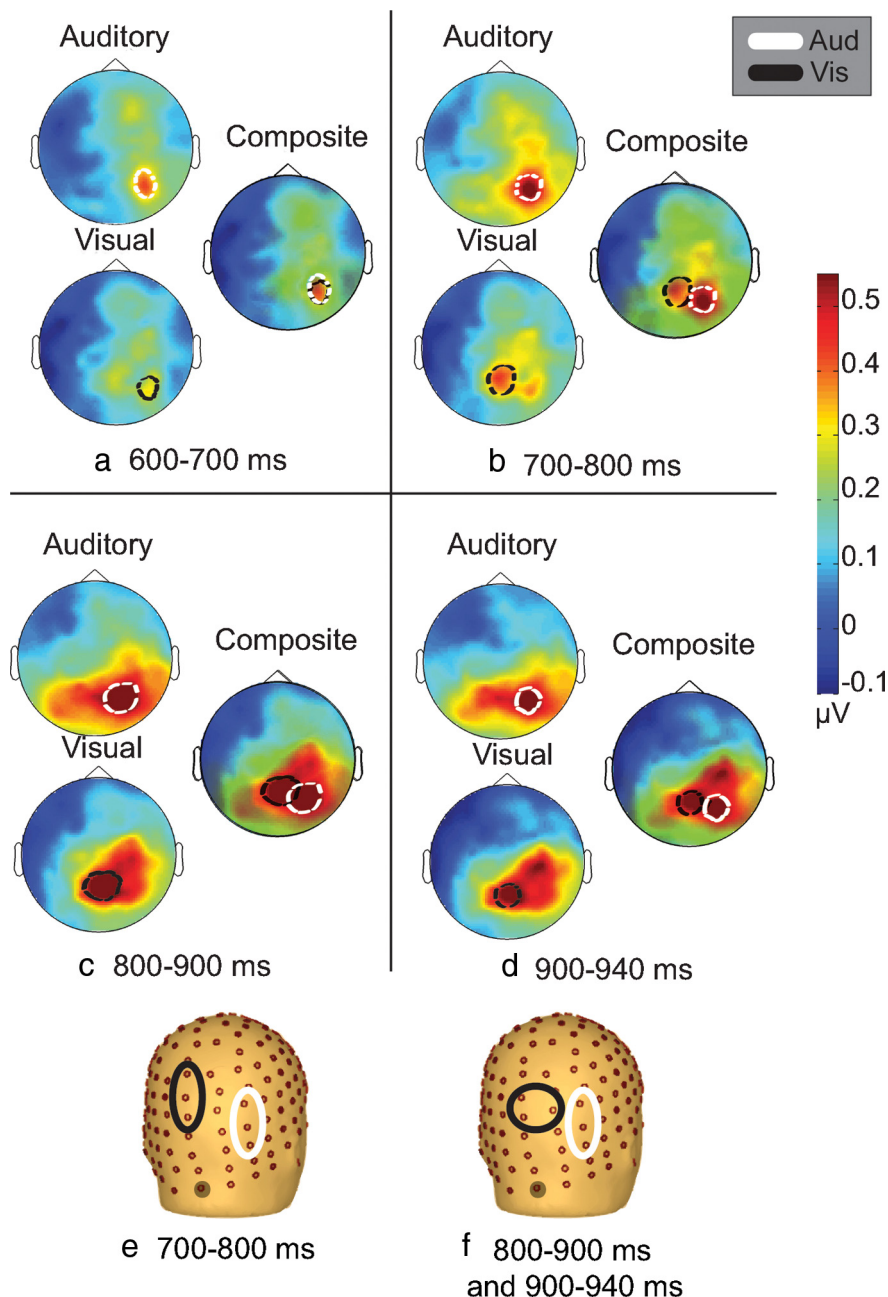 Auditory
Composite
Visual
a 600-700 ms
Auditory
Composite
Visual
b 700-800 ms
Aud
Vis
0.5
0.4
0.3
0.2
0.1
0
-0.1
µV
Auditory
Composite
Visual
c 800-900 ms
Auditory
Composite
Visual
d 900-940 ms
e 700-800 ms
f 800-900 ms
and 900-940 ms